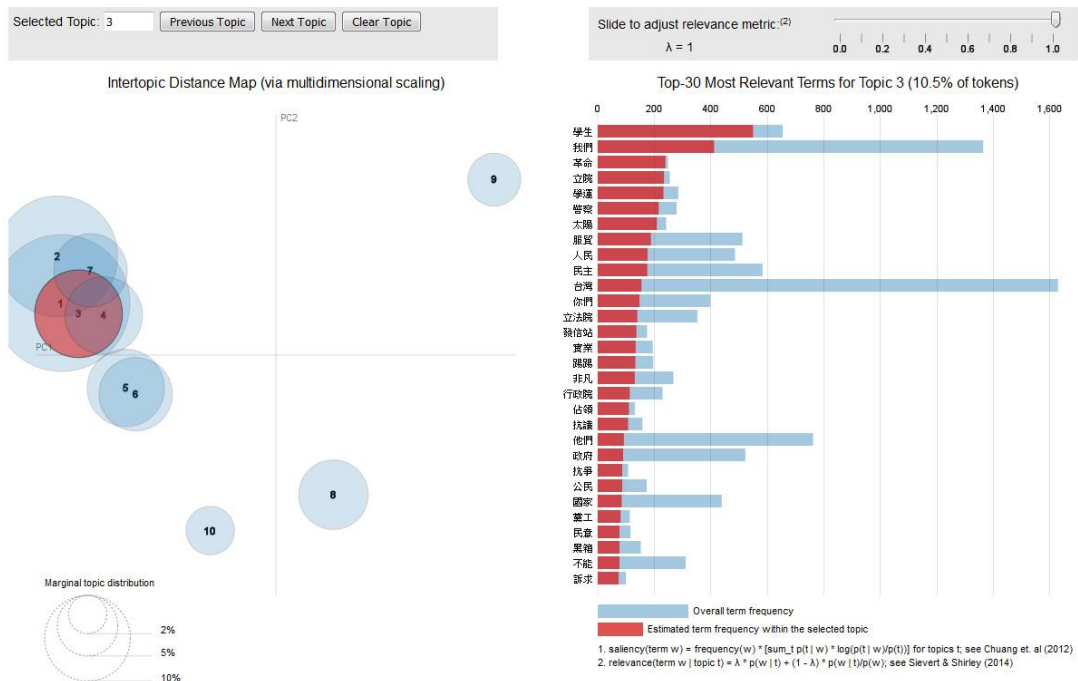 Selected Topic: 3 Previous Topic Next Topic Clear Topic
Slide to adjust relevance metric:(2)
λ = 1
0.0 0.2 0.4 0.6 0.8 1.0
Intertopic Distance Map (via multidimensional scaling)
PC2
PC1
9
2
7
1
3
4
5
6
8
10
Marginal topic distribution
2%
5%
10%
Top-30 Most Relevant Terms for Topic 3 (10.5% of tokens)
0 200 400 600 800 1,000 1,200 1,400 1,600
學生
我們
革命
立院
學運
警察
太陽
服貿
人民
民主
台灣
你們
立法院
發信站
實業
踢踢
非凡
行政院
佔領
抗議
他們
政府
抗爭
公民
國家
黨工
民意
黑箱
不能
訴求
Overall term frequency
Estimated term frequency within the selected topic
1. saliency(term w) = frequency(w) * [sum_t p(t | w) * log(p(t | w)/p(t))] for topics t; see Chuang et. al (2012)
2. relevance(term w | topic t) = λ * p(w | t) + (1 - λ) * p(w | t)/p(w); see Sievert & Shirley (2014)